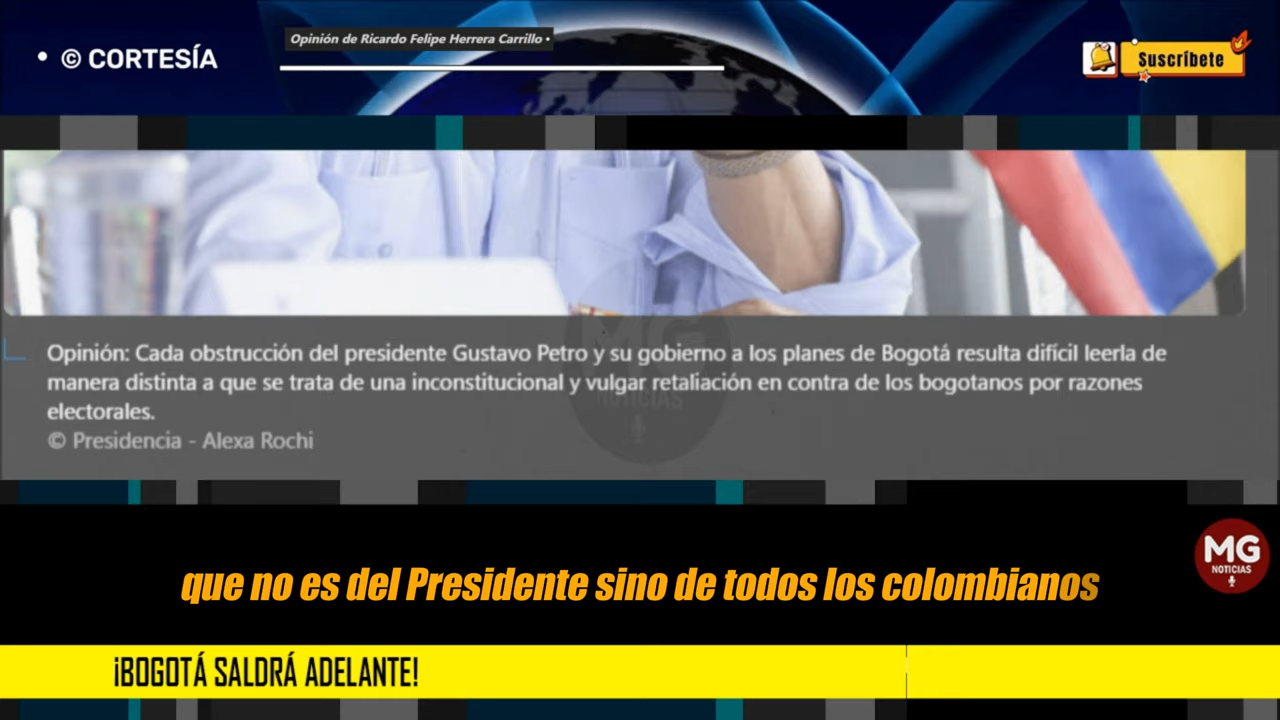 Opinión de Ricardo Felipe Herrera Carrillo •
• © CORTESÍA
Suscríbete
Opinión: Cada obstrucción del presidente Gustavo Petro y su gobierno a los planes de Bogotá resulta difícil leerla de
manera distinta a que se trata de una inconstitucional y vulgar retaliación en contra de los bogotanos por razones
electorales.
© Presidencia - Alexa Rochi
MG
NOTICIAS
que no es del Presidente sino de todos los colombianos
MG
NOTICIAS
¡BOGOTÁ SALDRÁ ADELANTE!